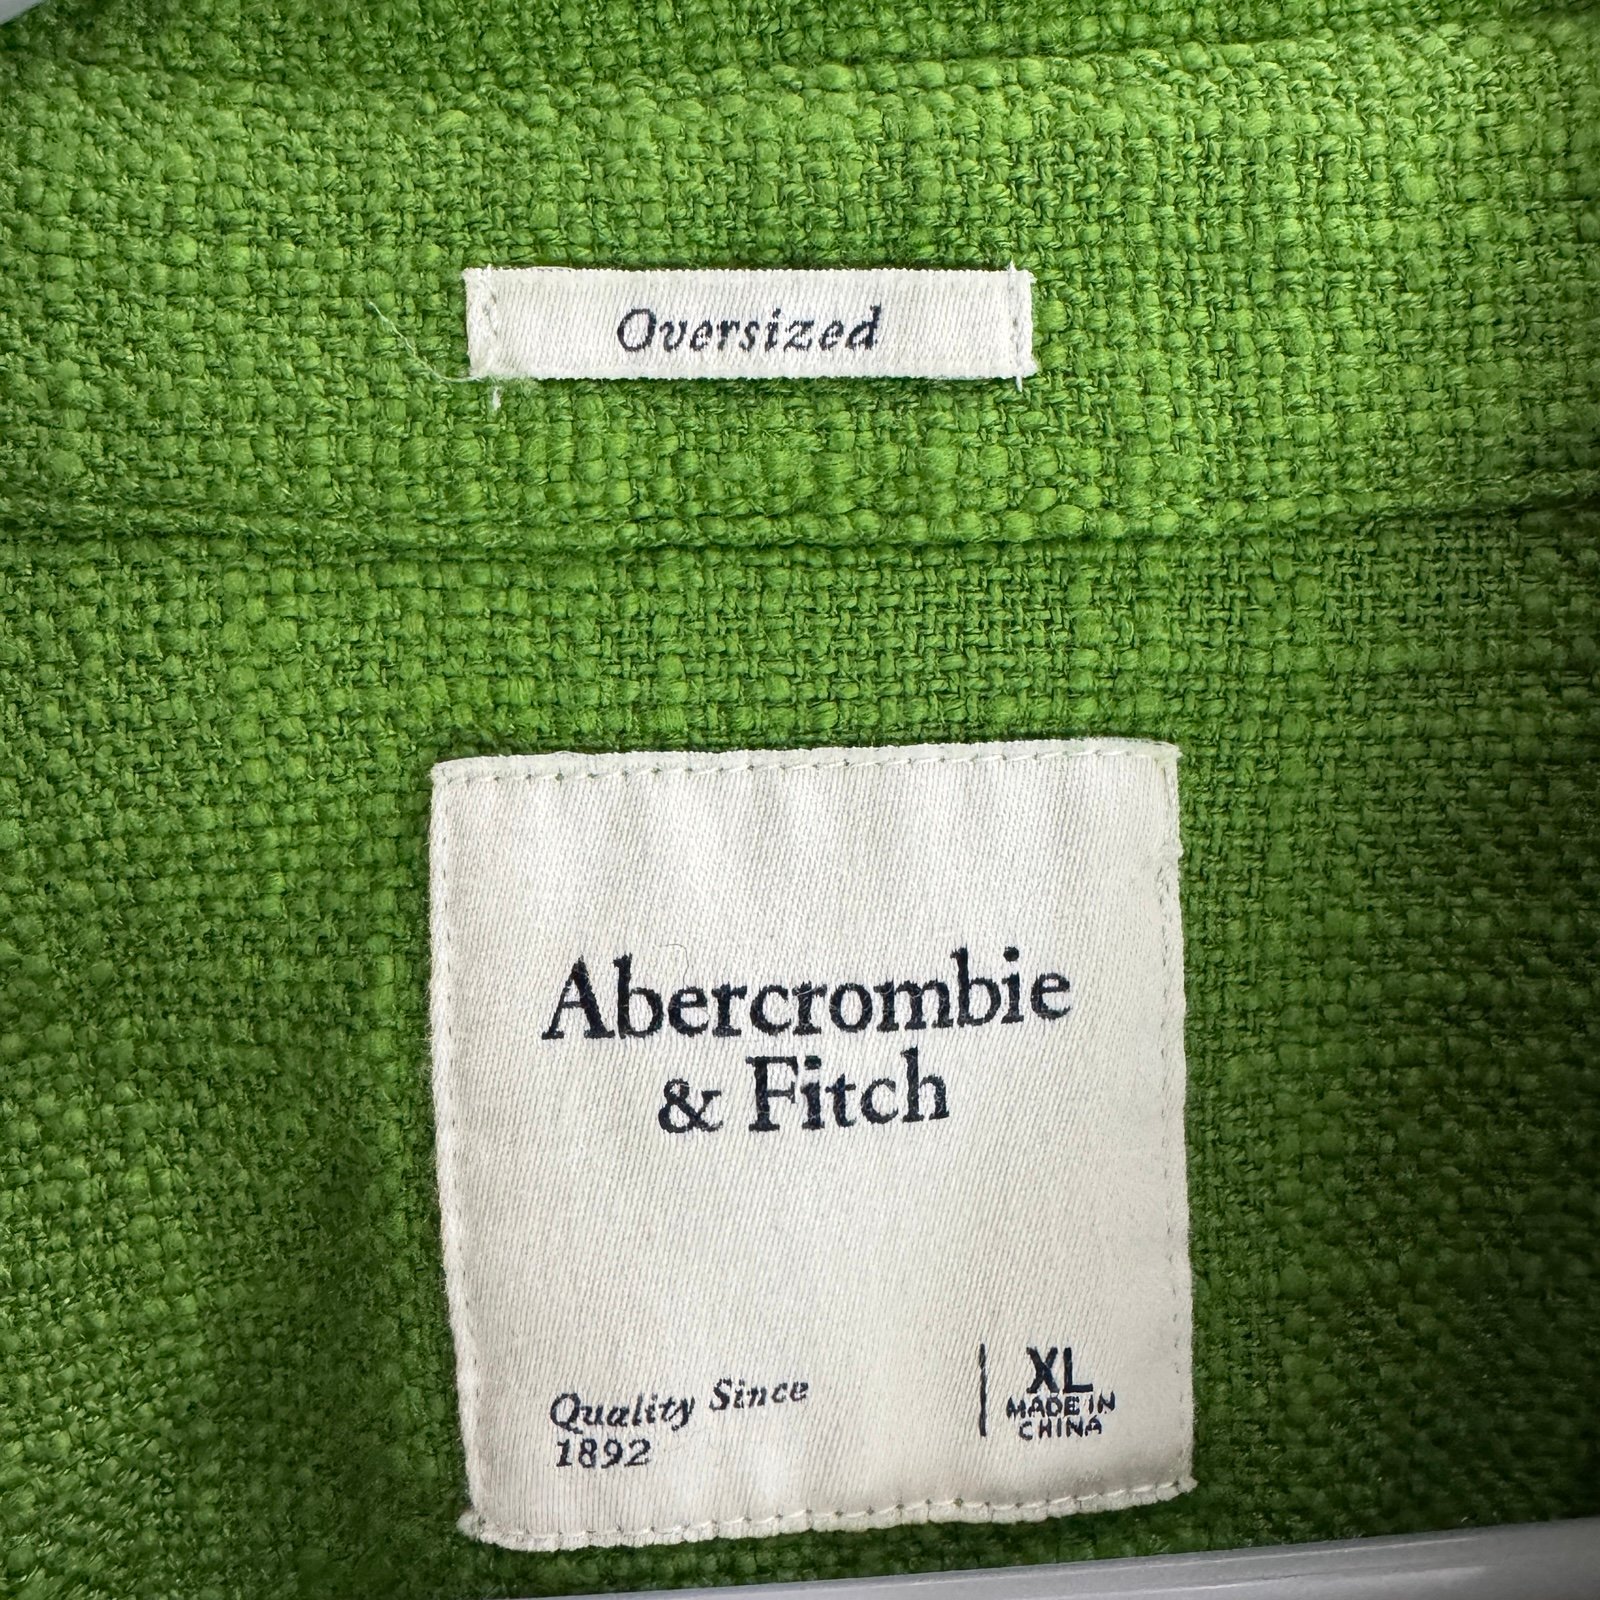 Oversized
Abercrombie
& Fitch
Quality Since
1892
XL
MADE IN
CHINA